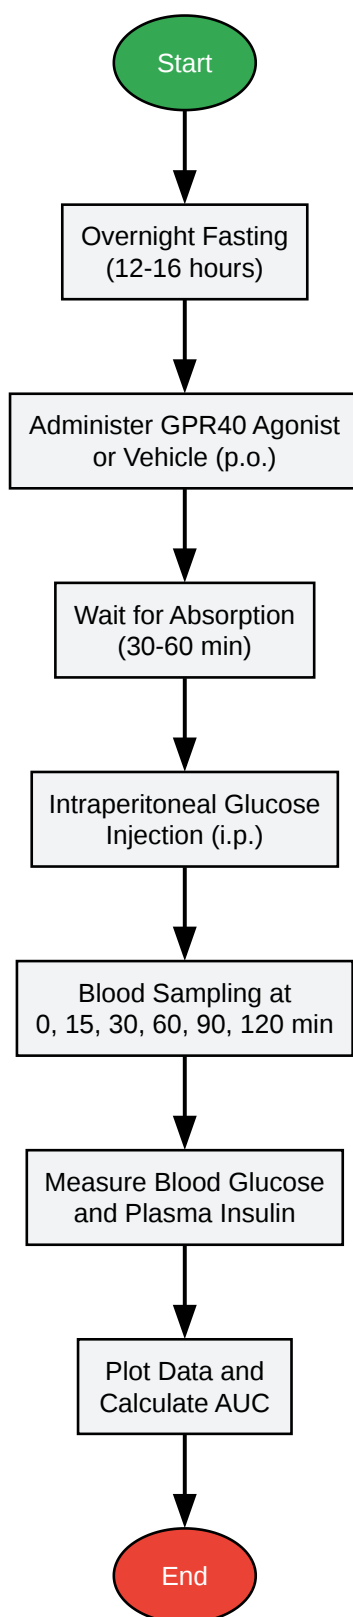 Start
Overnight Fasting
(12-16 hours)
Administer GPR40 Agonist
or Vehicle (p.o.)
Wait for Absorption
(30-60 min)
Intraperitoneal Glucose
Injection (i.p.)
Blood Sampling at
0, 15, 30, 60, 90, 120 min
Measure Blood Glucose
and Plasma Insulin
Plot Data and
Calculate AUC
End